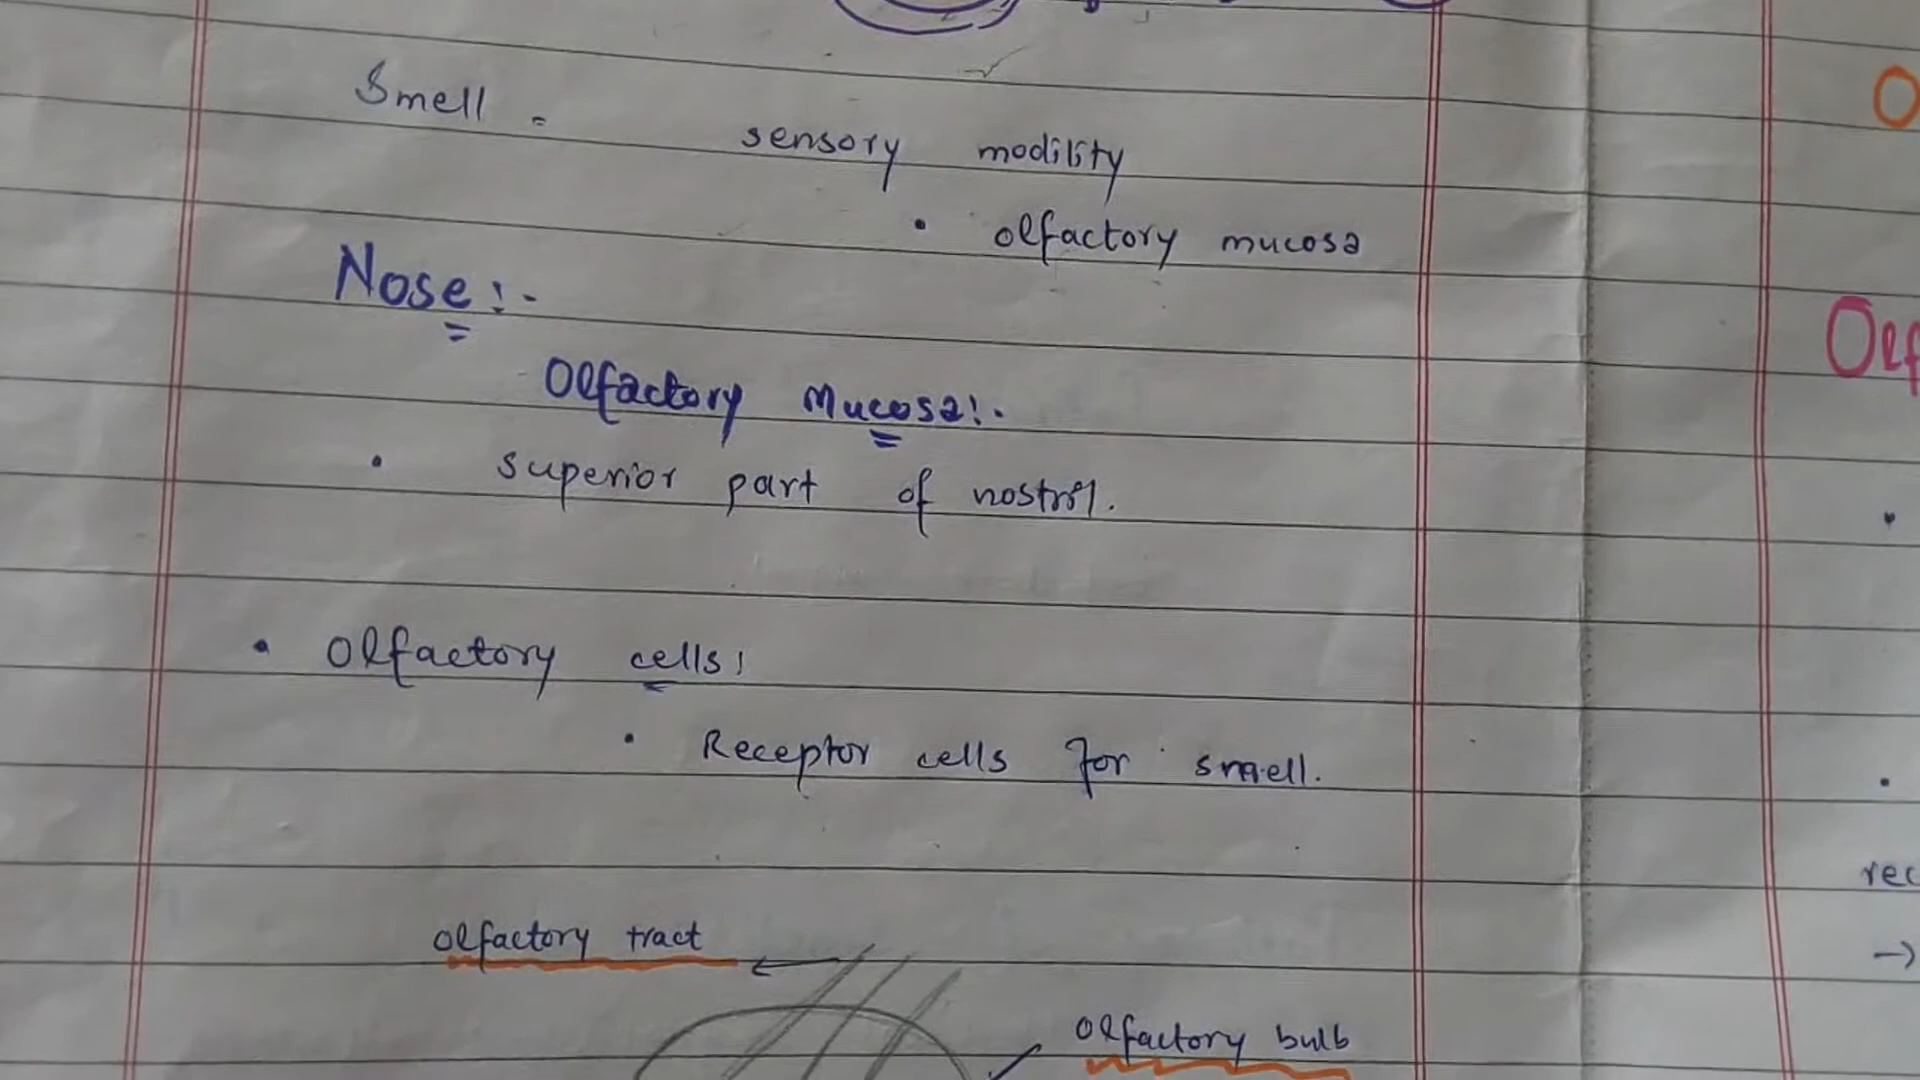 Smell =
sensory modility
• olfactory mucosa
Nose :-
Olfactory Mucosa:-
• superior part of nostril.
• Olfactory cells:
• Receptor cells for smell.
olfactory tract
olfactory bulb